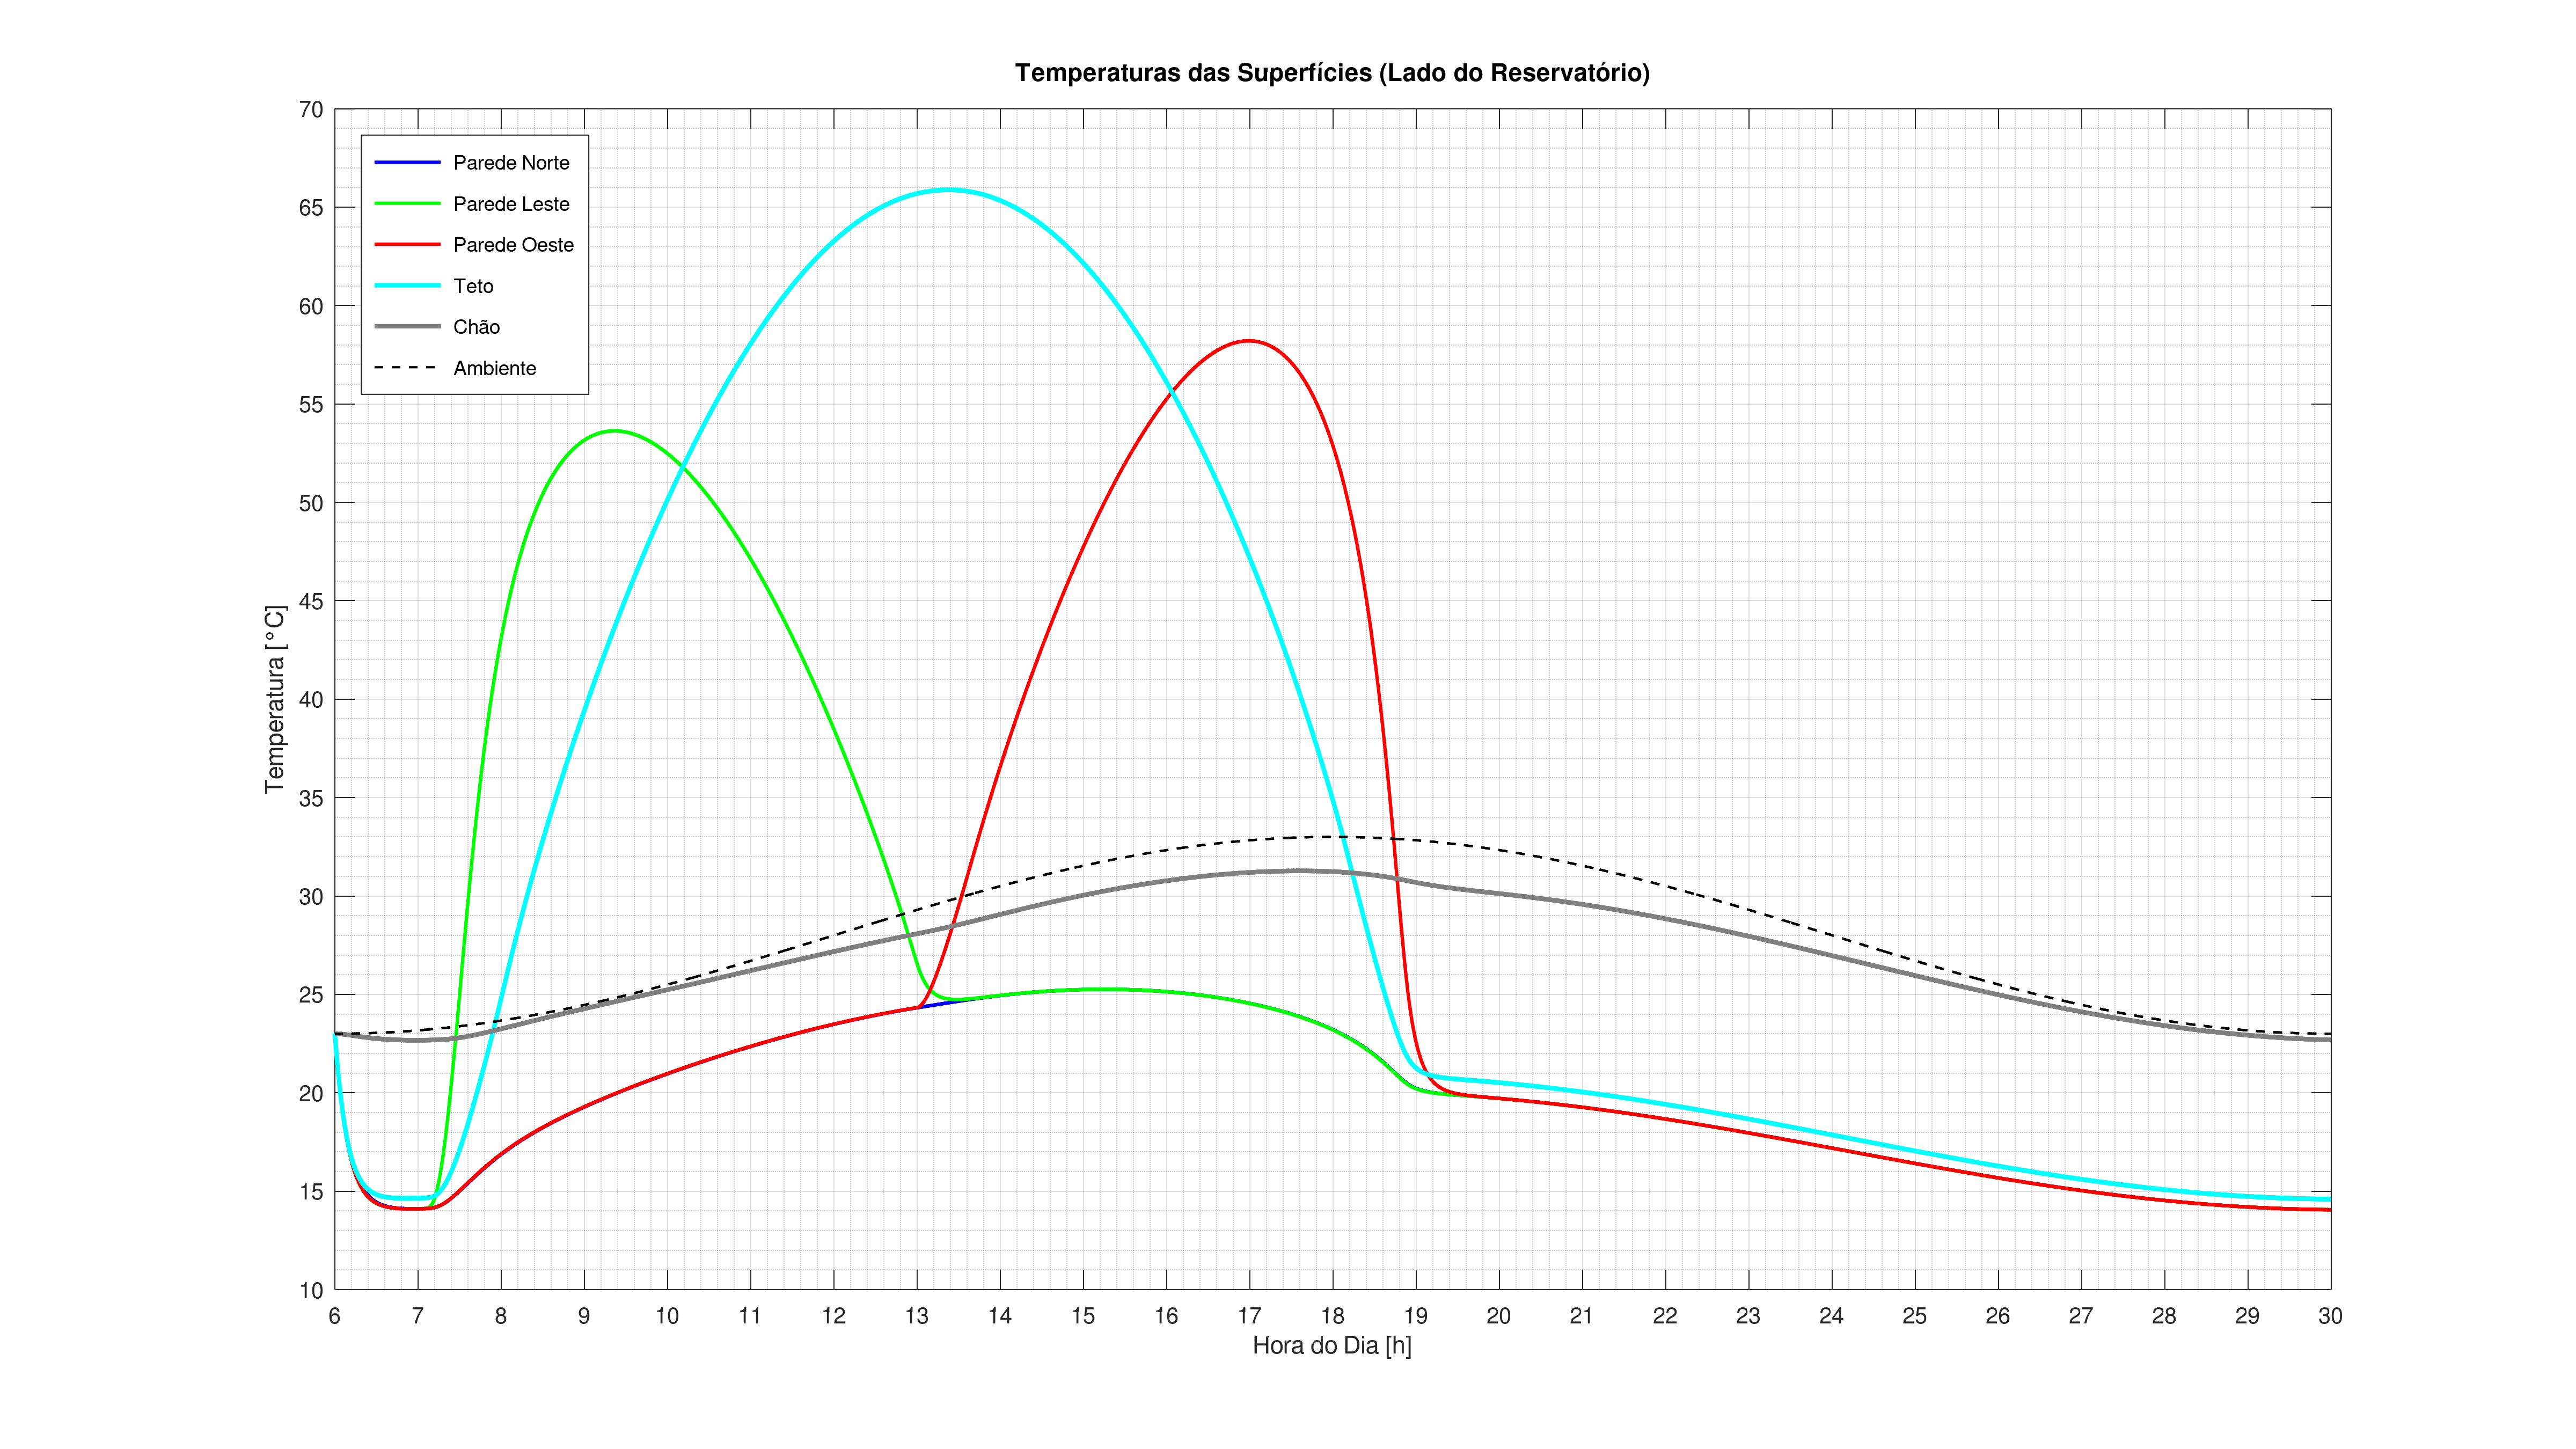 Temperaturas das Superfícies (Lado do Reservatório)
70
65
60
55
50
45
40
35
30
25
20
15
10
Parede Norte
Parede Leste
Parede Oeste
Teto
Chão
Ambiente
Temperatura [°C]
6 7 8 9 10 11 12 13 14 15 16 17 18 19 20 21 22 23 24 25 26 27 28 29 30
Hora do Dia [h]